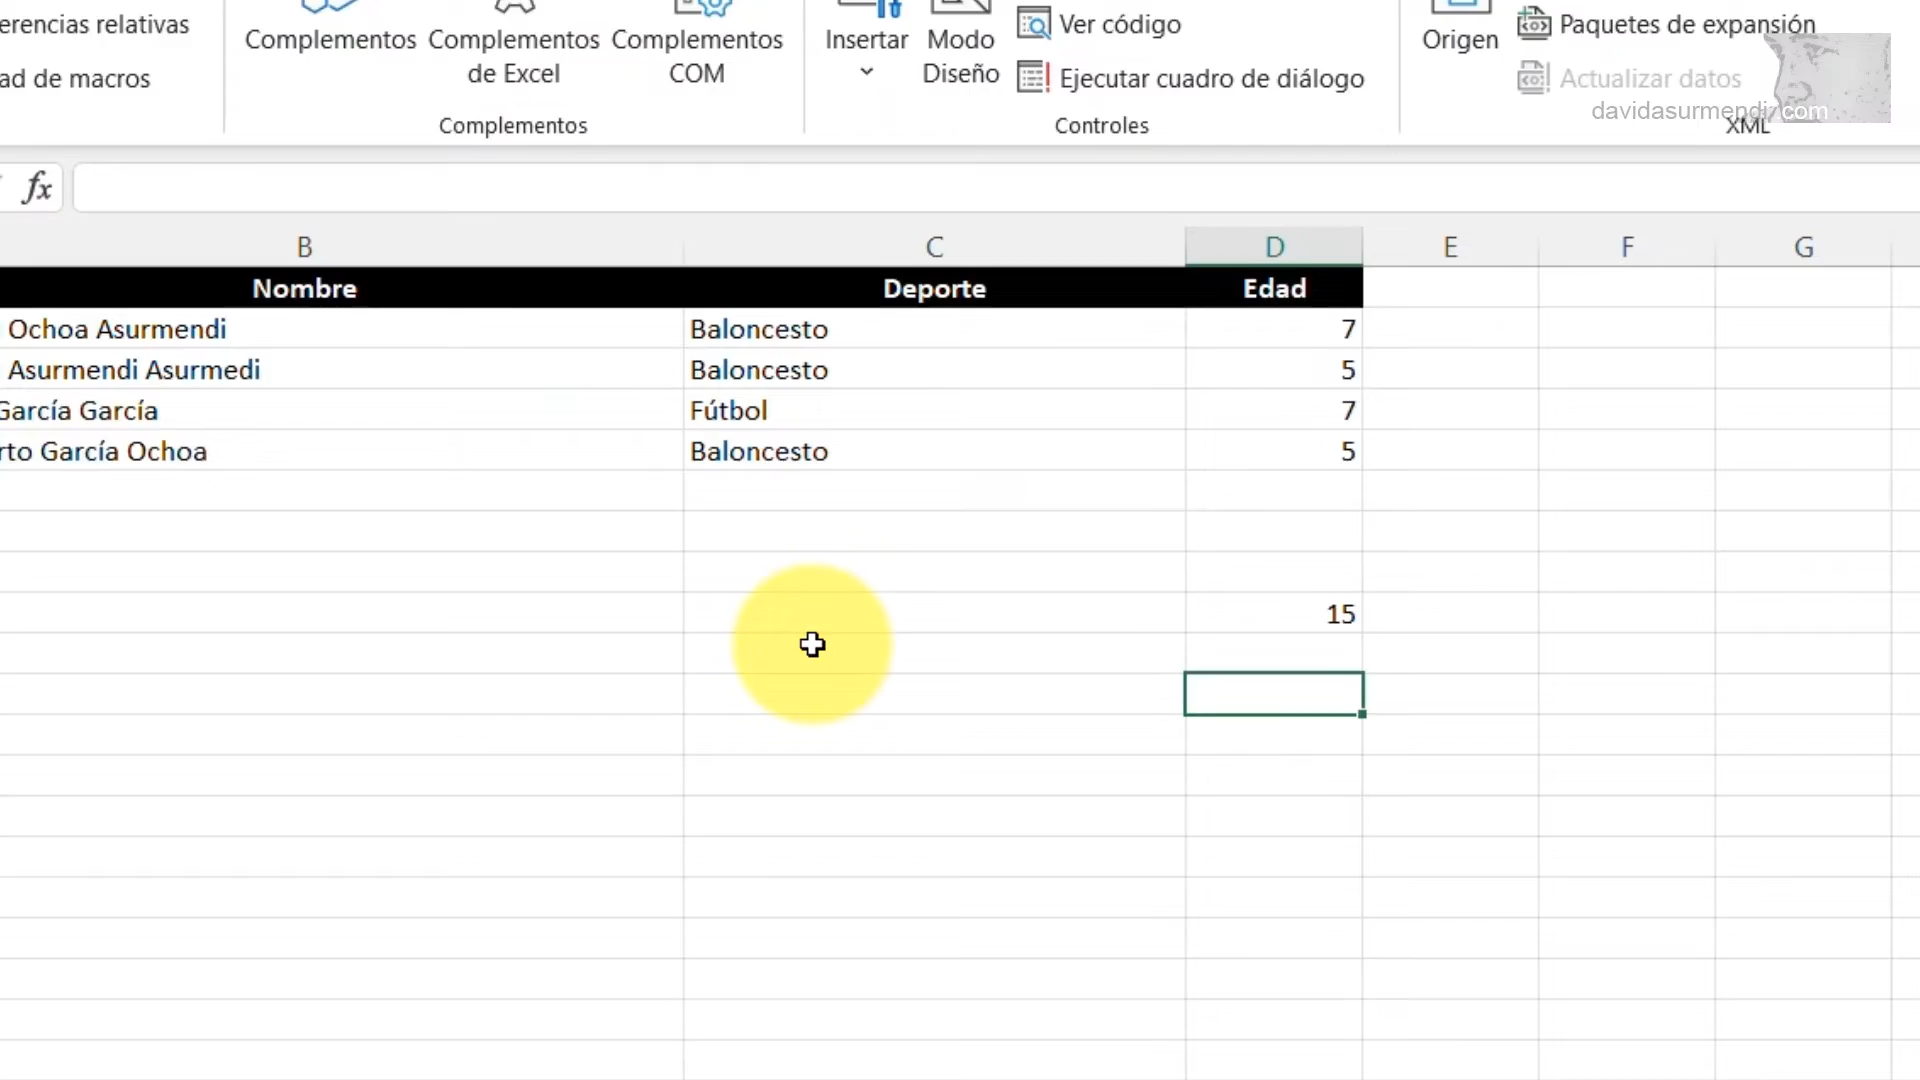 erencias relativas
ad de macros
Complementos
Complementos de Excel
Complementos COM
Complementos
Insertar
Modo Diseño
Ver código
Ejecutar cuadro de diálogo
Controles
Origen
Paquetes de expansión
Actualizar datos
davidasurmendi.com
XML
fx
B C D E F G
Nombre Deporte Edad
Ochoa Asurmendi Baloncesto 7
Asurmendi Asurmedi Baloncesto 5
García García Fútbol 7
rto García Ochoa Baloncesto 5
15